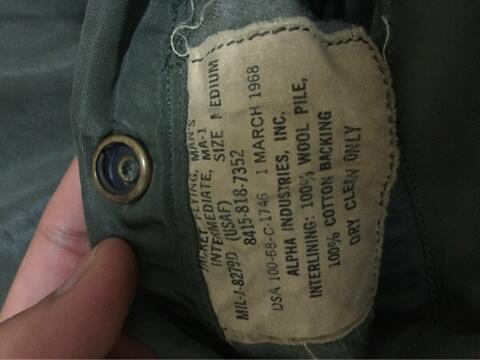 JACKET, FLYING, MAN'S
INTERMEDIATE, MA-1
SIZE MEDIUM
MIL-J-8279D (USAF)
8415-818-7352
DSA 100-68-C-1746 1 MARCH 1968
ALPHA INDUSTRIES, INC.
INTERLINING: 100% WOOL PILE,
100% COTTON BACKING
DRY CLEAN ONLY